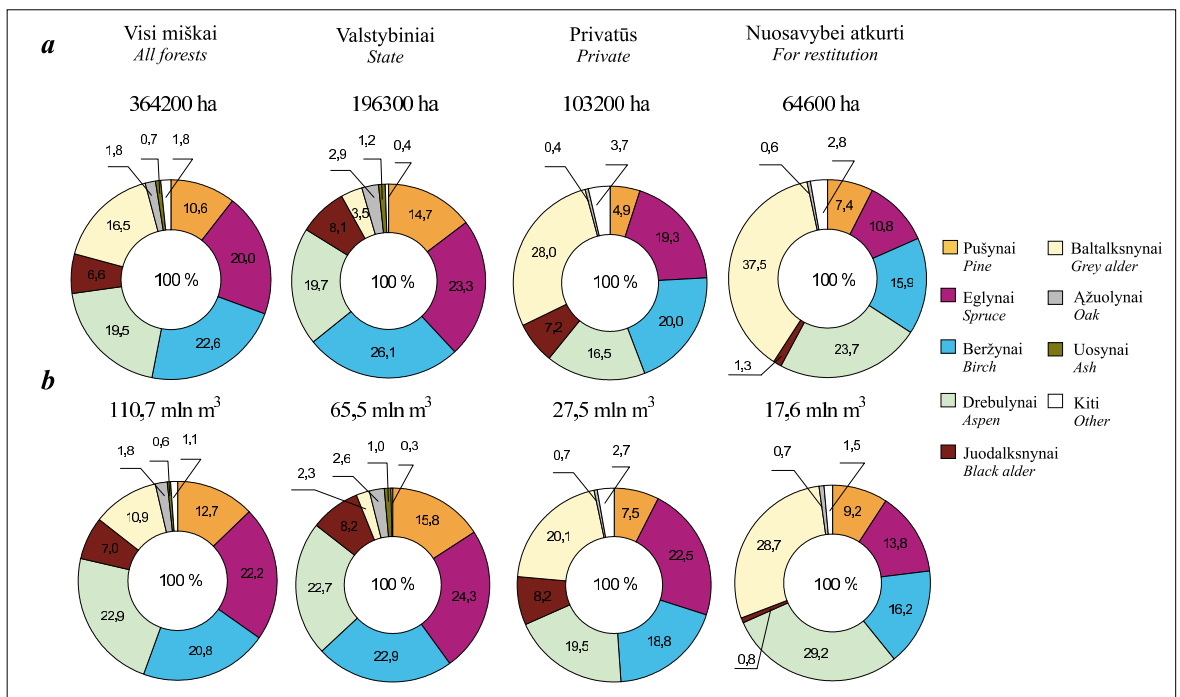 a
Visi miškai
All forests
Valstybiniai
State
Privatūs
Private
Nuosavybei atkurti
For restitution
364200 ha
196300 ha
103200 ha
64600 ha
1,8
0,7
1,8
10,6
20,0
22,6
19,5
6,6
16,5
100 %
2,9
1,2
0,4
14,7
23,3
26,1
19,7
8,1
3,5
100 %
0,4
3,7
4,9
19,3
20,0
16,5
7,2
28,0
100 %
0,6
2,8
7,4
10,8
15,9
23,7
1,3
37,5
100 %
Pušynai
Pine
Eglynai
Spruce
Beržynai
Birch
Drebulynai
Aspen
Juodalksnynai
Black alder
Baltalksnynai
Grey alder
Ąžuolynai
Oak
Uosynai
Ash
Kiti
Other
b
110,7 mln m³
65,5 mln m³
27,5 mln m³
17,6 mln m³
1,8
0,6
1,1
12,7
22,2
20,8
22,9
7,0
10,9
100 %
2,3
2,6
1,0
0,3
15,8
24,3
22,9
22,7
8,2
100 %
0,7
2,7
7,5
22,5
18,8
19,5
8,2
20,1
100 %
0,7
1,5
9,2
13,8
16,2
29,2
0,8
28,7
100 %